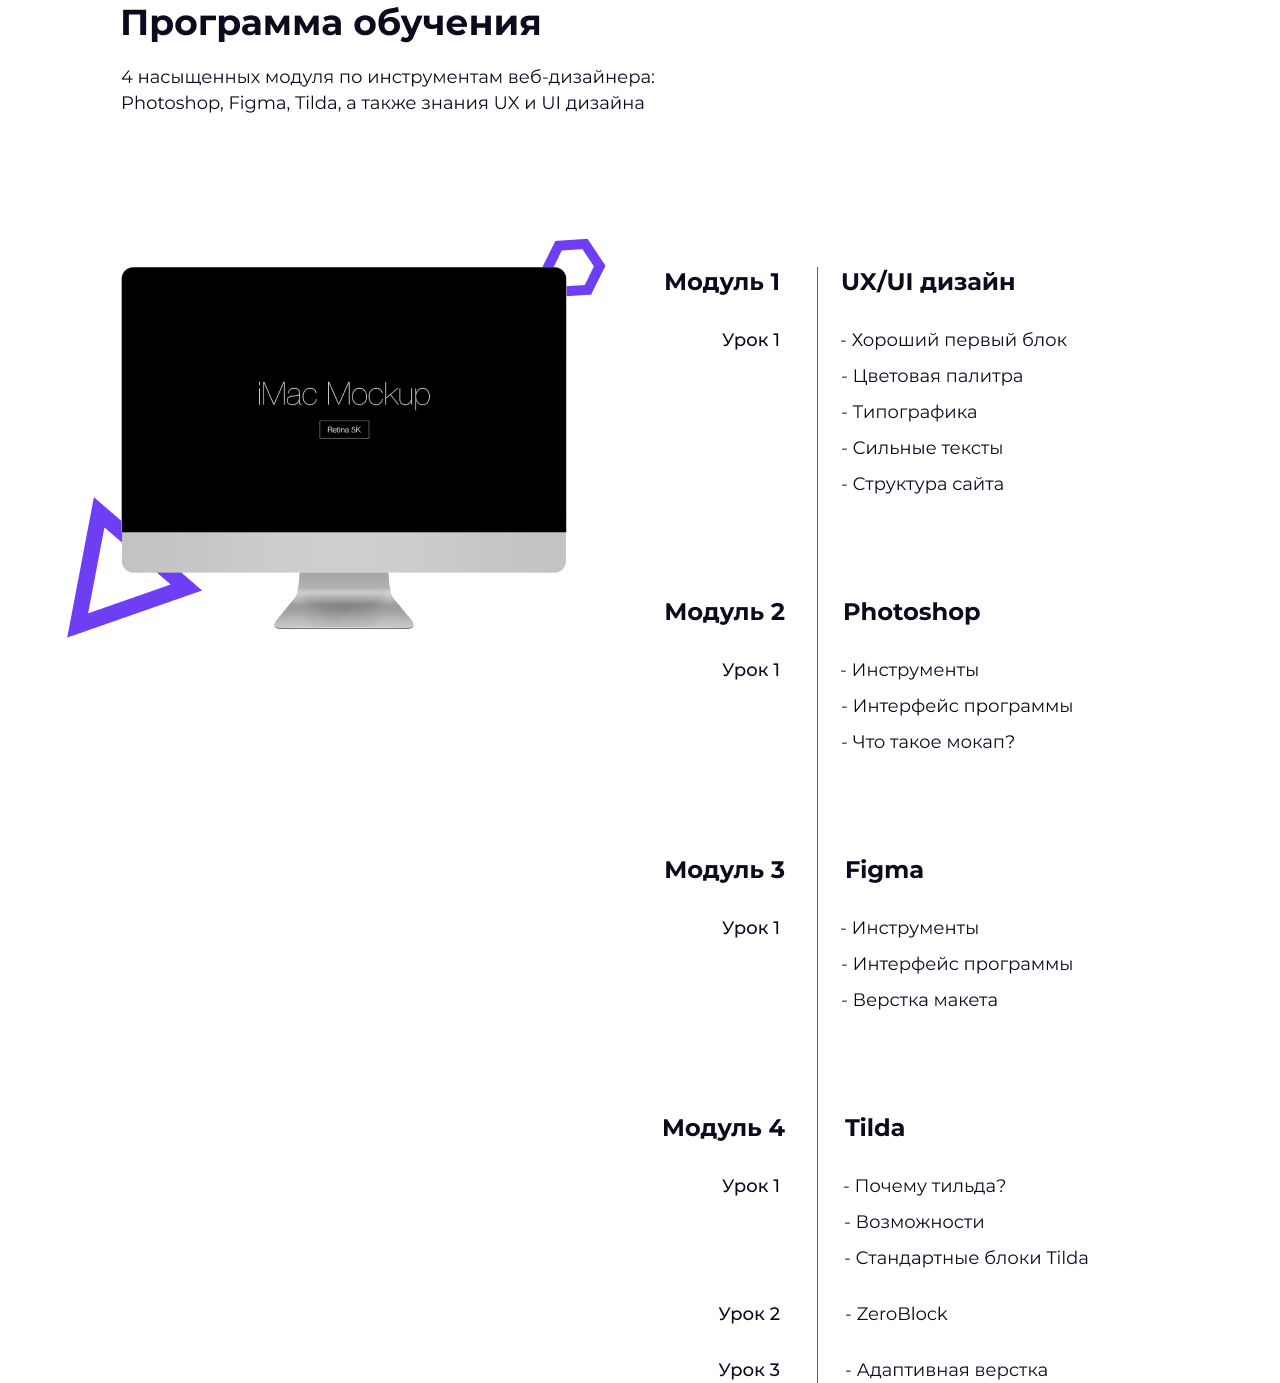 Программа обучения
4 насыщенных модуля по инструментам веб-дизайнера:
Photoshop, Figma, Tilda, а также знания UX и UI дизайна
iMac Mockup
Retina 5K
Модуль 1 UX/UI дизайн
Урок 1 - Хороший первый блок
- Цветовая палитра
- Типографика
- Сильные тексты
- Структура сайта
Модуль 2 Photoshop
Урок 1 - Инструменты
- Интерфейс программы
- Что такое мокап?
Модуль 3 Figma
Урок 1 - Инструменты
- Интерфейс программы
- Верстка макета
Модуль 4 Tilda
Урок 1 - Почему тильда?
- Возможности
- Стандартные блоки Tilda
Урок 2 - ZeroBlock
Урок 3 - Адаптивная верстка